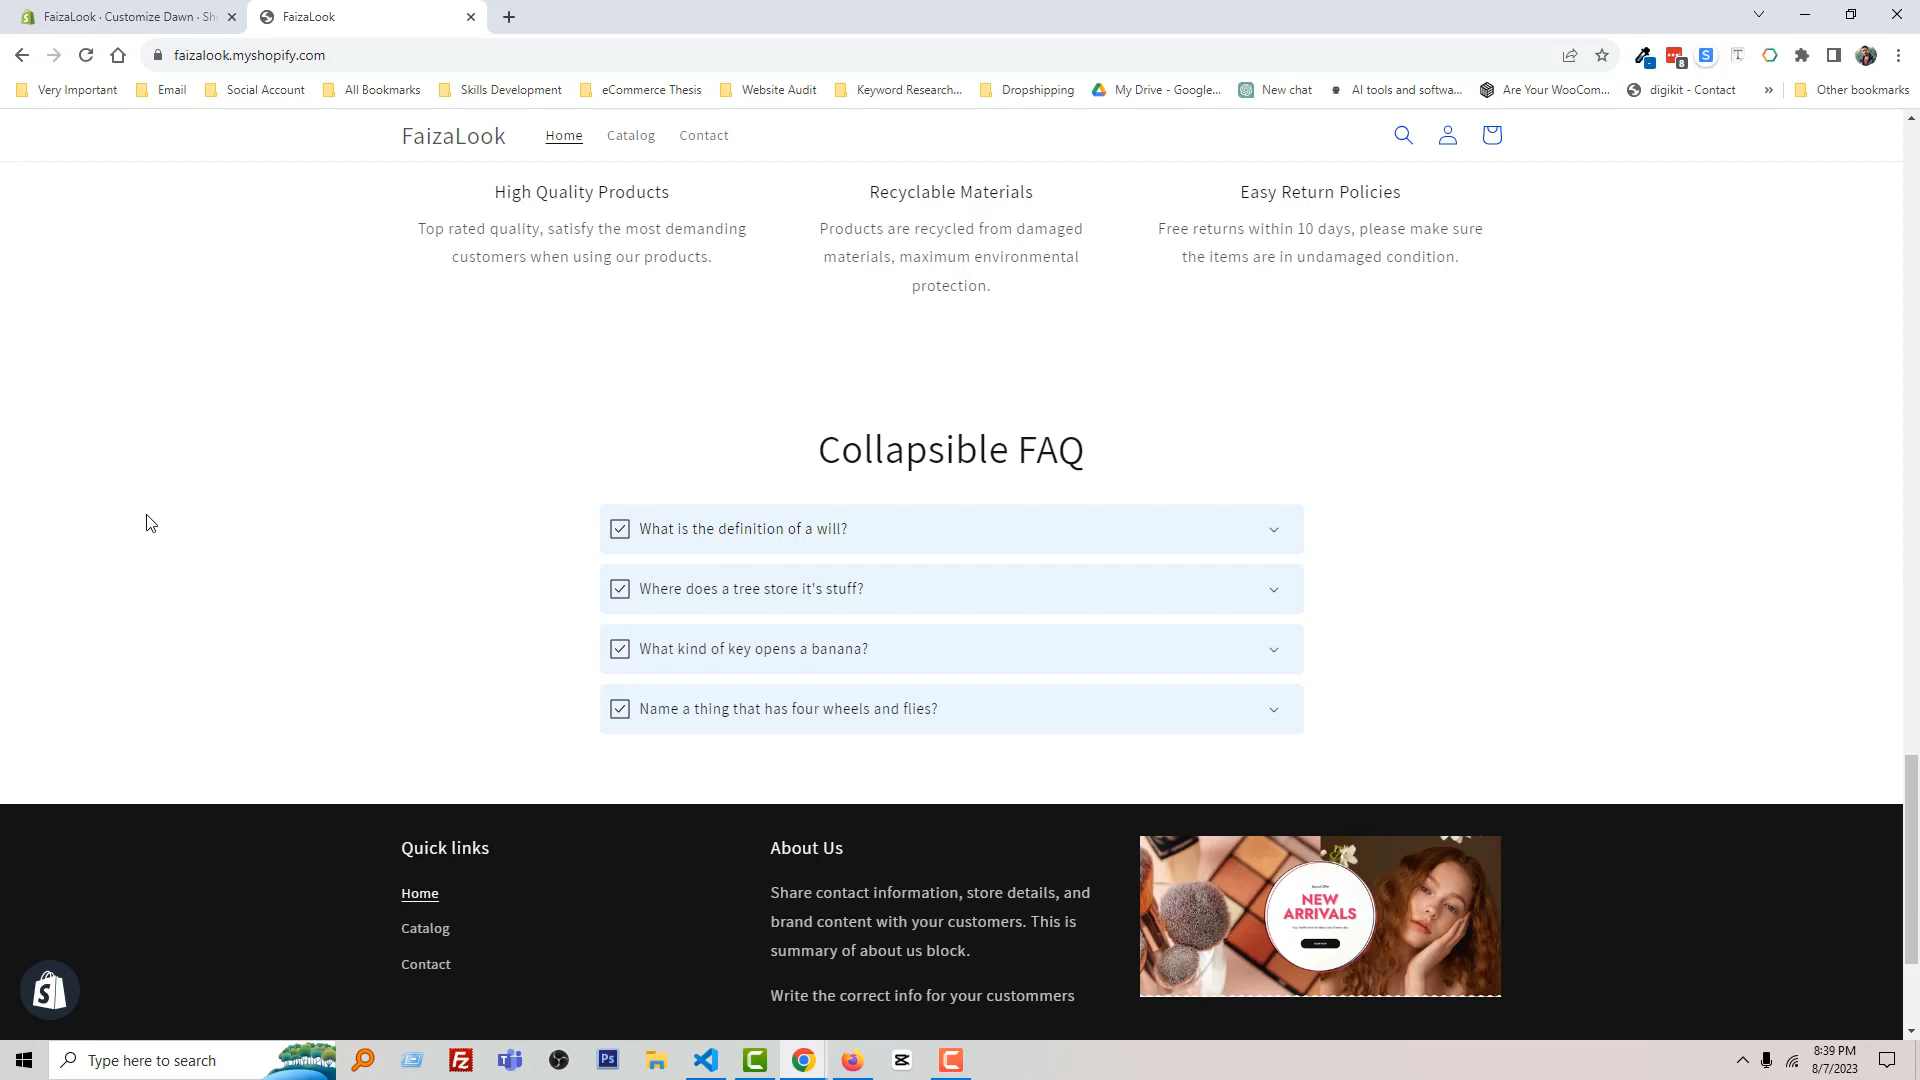 FaizaLook · Customize Dawn · Sh
FaizaLook
faizalook.myshopify.com
8
Very Important
Email
Social Account
All Bookmarks
Skills Development
eCommerce Thesis
Website Audit
Keyword Research...
Dropshipping
My Drive - Google...
New chat
AI tools and softwa...
Are Your WooCom...
digikit - Contact
»
Other bookmarks
FaizaLook
Home
Catalog
Contact
High Quality Products
Top rated quality, satisfy the most demanding
customers when using our products.
Recyclable Materials
Products are recycled from damaged
materials, maximum environmental
protection.
Easy Return Policies
Free returns within 10 days, please make sure
the items are in undamaged condition.
Collapsible FAQ
What is the definition of a will?
Where does a tree store it's stuff?
What kind of key opens a banana?
Name a thing that has four wheels and flies?
Quick links
Home
Catalog
Contact
About Us
Share contact information, store details, and
brand content with your customers. This is
summary of about us block.
Write the correct info for your custommers
NEW
ARRIVALS
Type here to search
8:39 PM
8/7/2023